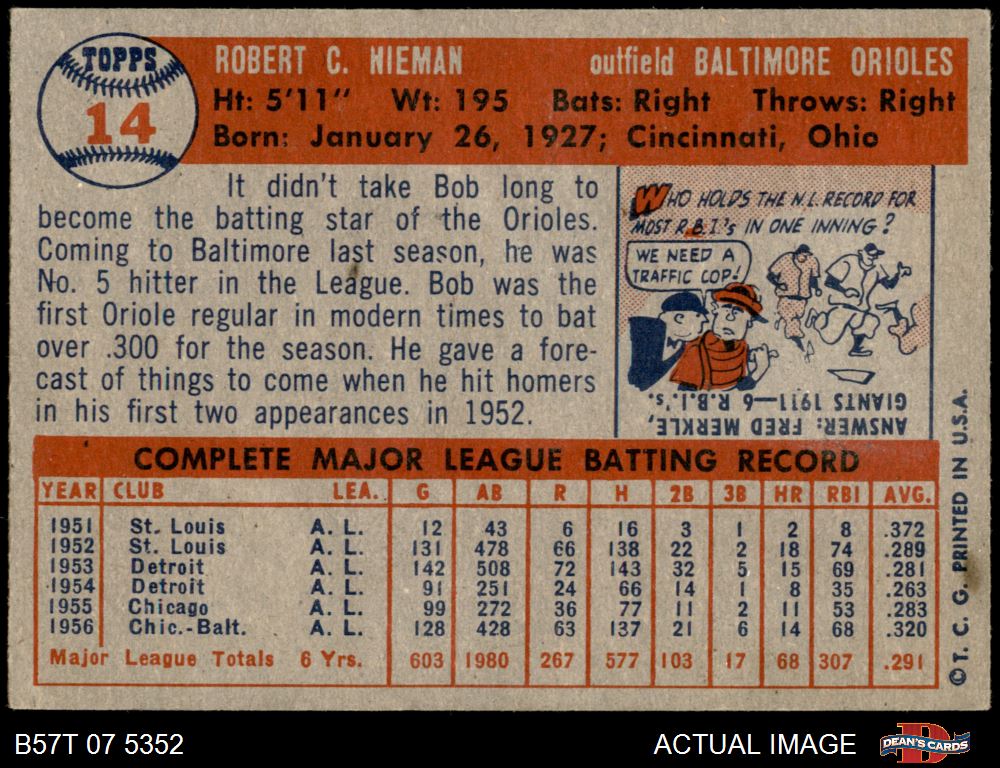 TOPPS
14
ROBERT C. NIEMAN outfield BALTIMORE ORIOLES
Ht: 5'11" Wt: 195 Bats: Right Throws: Right
Born: January 26, 1927; Cincinnati, Ohio
It didn't take Bob long to
become the batting star of the Orioles.
Coming to Baltimore last season, he was
No. 5 hitter in the League. Bob was the
first Oriole regular in modern times to bat
over .300 for the season. He gave a fore-
cast of things to come when he hit homers
in his first two appearances in 1952.
WHO HOLDS THE N.L. RECORD FOR
MOST R.B.I.'s IN ONE INNING?
WE NEED A
TRAFFIC COP!
ANSWER: FRED MERKLE,
GIANTS 1911—6 R.B.I.'s.
COMPLETE MAJOR LEAGUE BATTING RECORD
YEAR CLUB LEA. G AB R H 2B 3B HR RBI AVG.
1951 St. Louis A. L. 12 43 6 16 3 1 2 8 .372
1952 St. Louis A. L. 131 478 66 138 22 2 18 74 .289
1953 Detroit A. L. 142 508 72 143 32 5 15 69 .281
1954 Detroit A. L. 91 251 24 66 14 1 8 35 .263
1955 Chicago A. L. 99 272 36 77 11 2 11 53 .283
1956 Chic.-Balt. A. L. 128 428 63 137 21 6 14 68 .320
Major League Totals 6 Yrs. 603 1980 267 577 103 17 68 307 .291
©T. C. G. PRINTED IN U.S.A.
B57T 07 5352 ACTUAL IMAGE DEAN'S CARDS